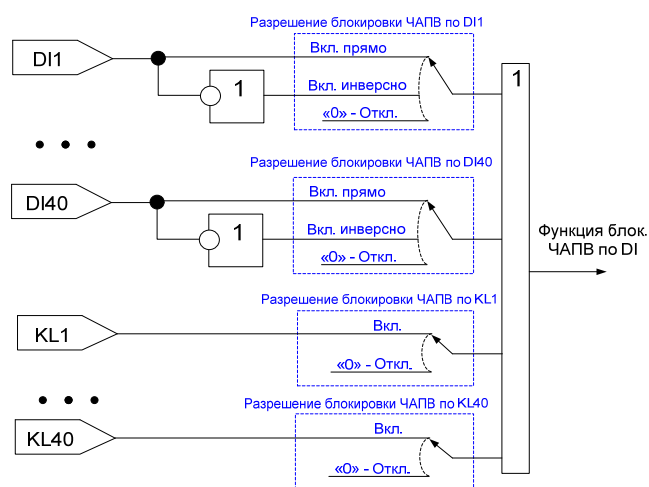 Разрешение блокировки ЧАПВ по DI1
DI1
Вкл. прямо
1
Вкл. инверсно
«0» - Откл.
1
Разрешение блокировки ЧАПВ по DI40
DI40
Вкл. прямо
1
Вкл. инверсно
«0» - Откл.
Функция блок.
ЧАПВ по DI
Разрешение блокировки ЧАПВ по KL1
KL1
Вкл.
«0» - Откл.
Разрешение блокировки ЧАПВ по KL40
KL40
Вкл.
«0» - Откл.